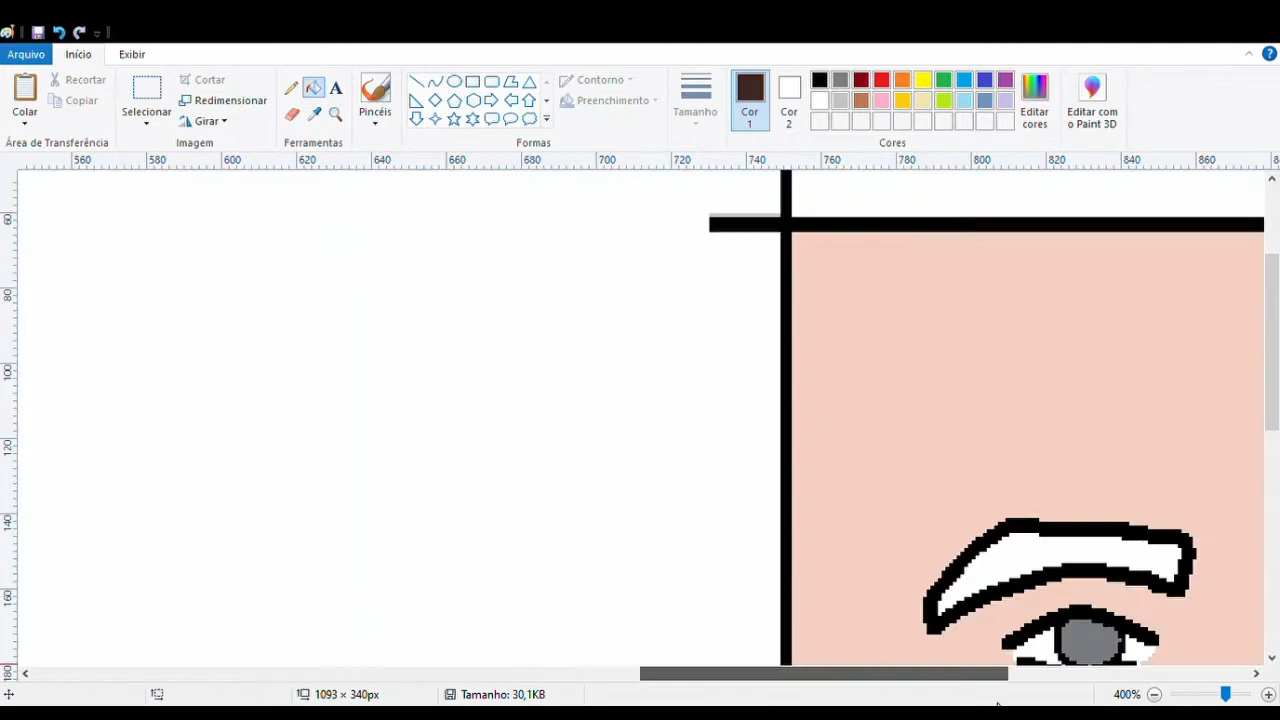 Arquivo Início Exibir
Colar
Recortar
Copiar
Área de Transferência
Selecionar
Cortar
Redimensionar
Girar
Imagem
A
Ferramentas
Pincéis
Contorno
Preenchimento
Formas
Tamanho
Cor
1
Cor
2
Editar
cores
Editar com
o Paint 3D
Cores
560 580 600 620 640 660 680 700 720 740 760 780 800 820 840 860
60
80
100
120
140
160
180
1093 × 340px Tamanho: 30,1KB 400%